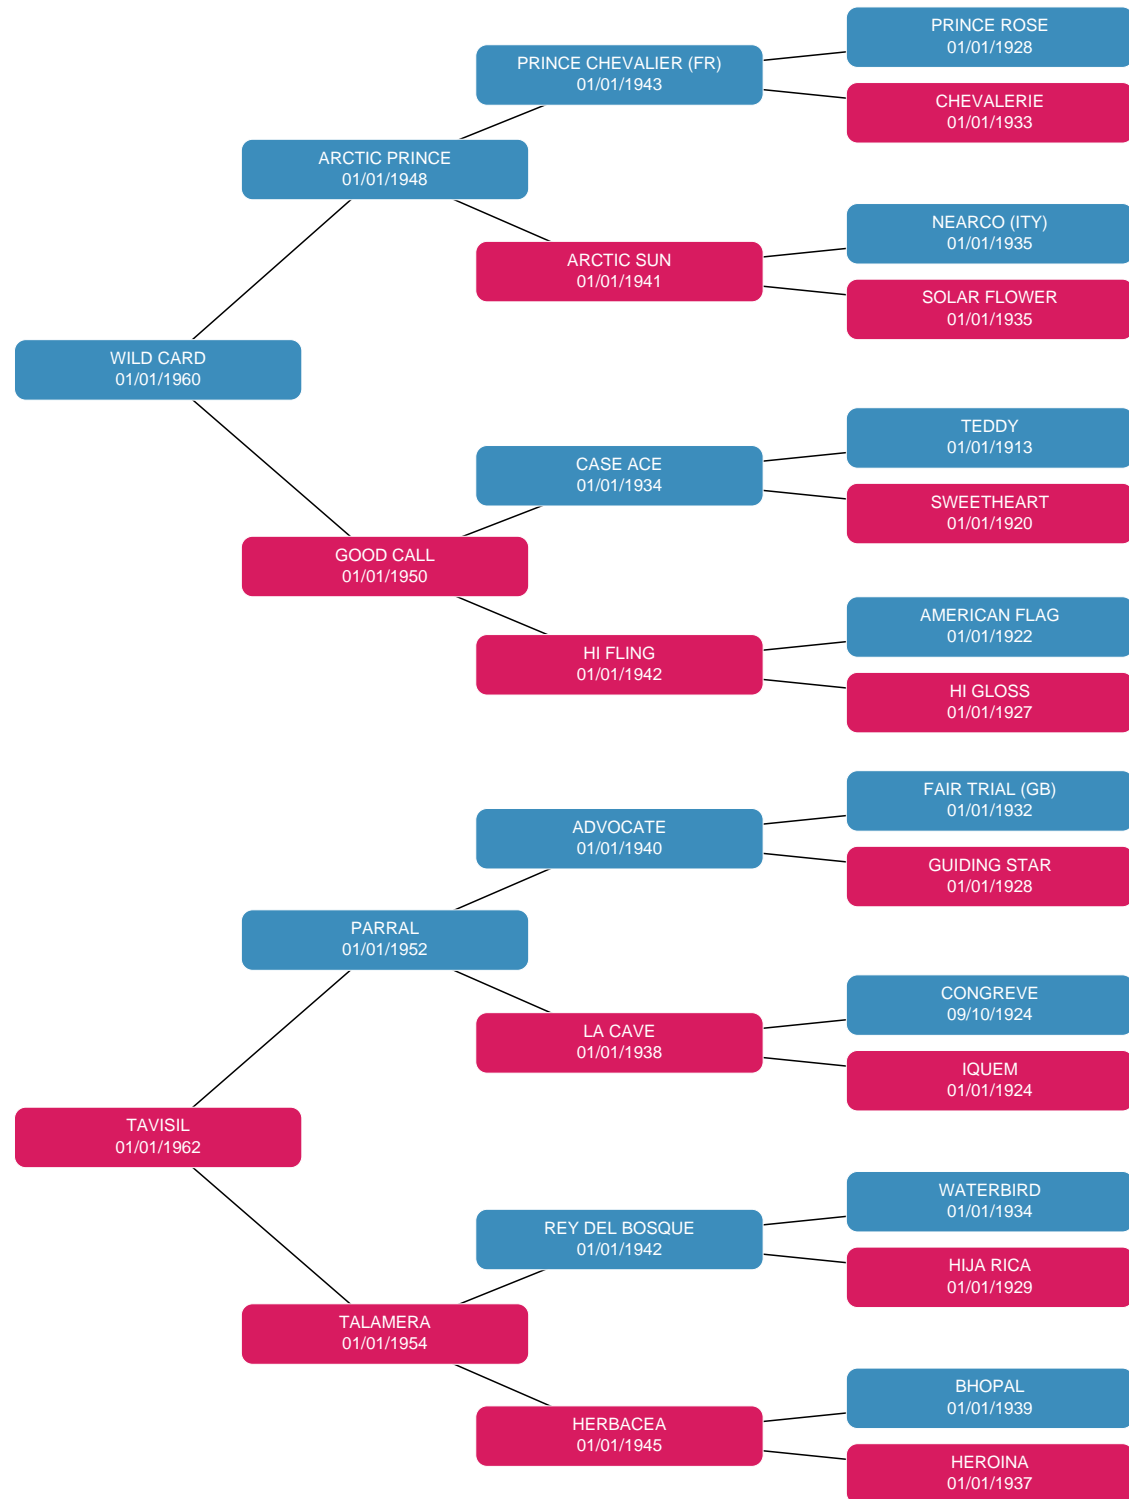 PRINCE ROSE
01/01/1928
PRINCE CHEVALIER (FR)
01/01/1943
CHEVALERIE
01/01/1933
ARCTIC PRINCE
01/01/1948
NEARCO (ITY)
01/01/1935
ARCTIC SUN
01/01/1941
SOLAR FLOWER
01/01/1935
WILD CARD
01/01/1960
TEDDY
01/01/1913
CASE ACE
01/01/1934
SWEETHEART
01/01/1920
GOOD CALL
01/01/1950
AMERICAN FLAG
01/01/1922
HI FLING
01/01/1942
HI GLOSS
01/01/1927
FAIR TRIAL (GB)
01/01/1932
ADVOCATE
01/01/1940
GUIDING STAR
01/01/1928
PARRAL
01/01/1952
CONGREVE
09/10/1924
LA CAVE
01/01/1938
IQUEM
01/01/1924
TAVISIL
01/01/1962
WATERBIRD
01/01/1934
REY DEL BOSQUE
01/01/1942
HIJA RICA
01/01/1929
TALAMERA
01/01/1954
BHOPAL
01/01/1939
HERBACEA
01/01/1945
HEROINA
01/01/1937